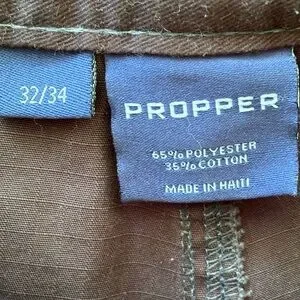 32/34
PROPPER
65% POLYESTER
35% COTTON
MADE IN HAITI